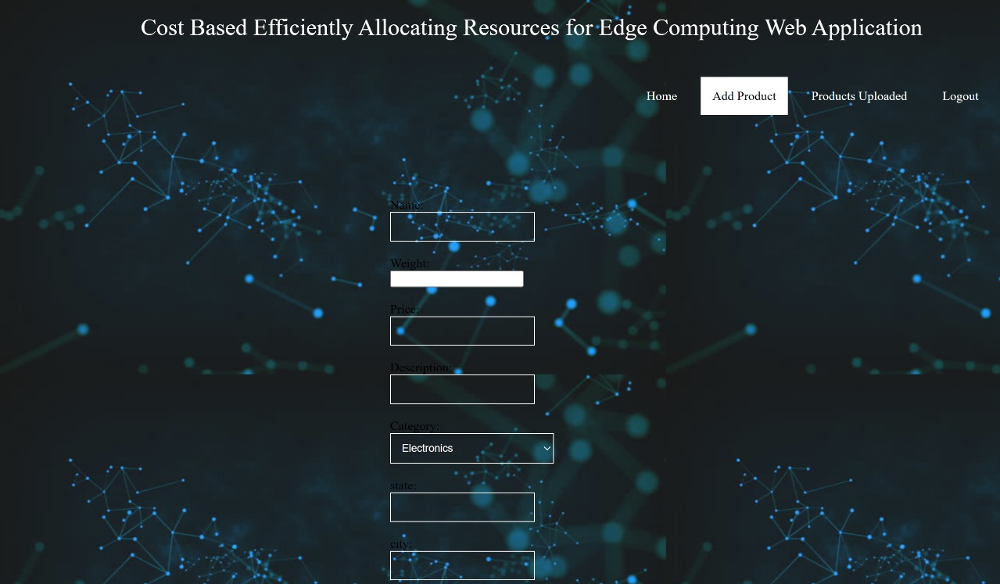 Cost Based Efficiently Allocating Resources for Edge Computing Web Application
Home Add Product Products Uploaded Logout
Name:
Weight:
Price:
Description:
Category:
Electronics
state:
city: